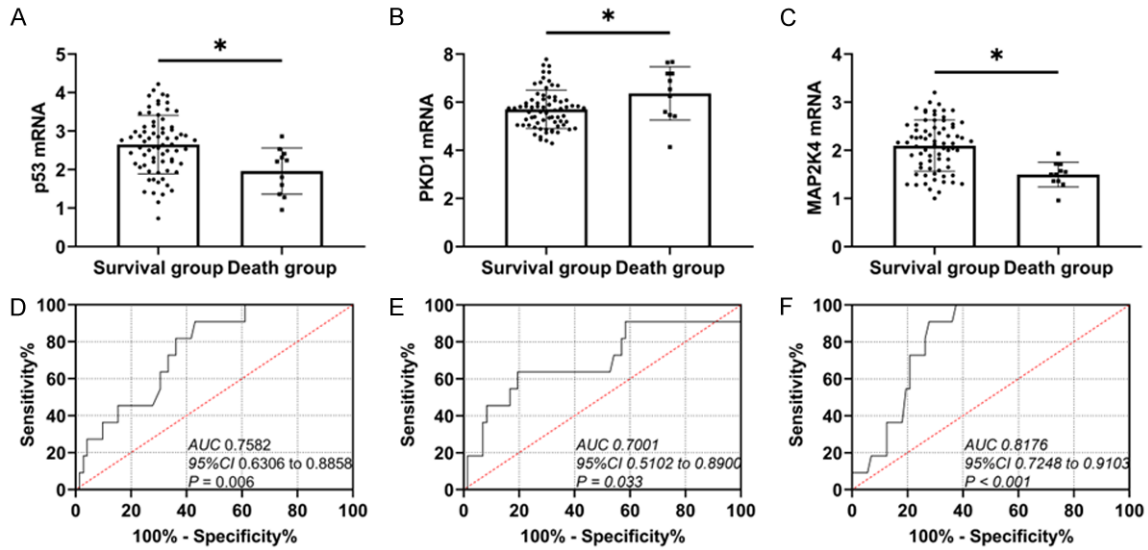 A
B
C
*
*
*
p53 mRNA
5
4
3
2
1
0
Survival group Death group
PKD1 mRNA
8
6
4
2
0
Survival group Death group
MAP2K4 mRNA
4
3
2
1
0
Survival group Death group
D
E
F
Sensitivity%
100
80
60
40
20
0
AUC 0.7582
95%CI 0.6306 to 0.8858
P = 0.006
0 20 40 60 80 100
100% - Specificity%
Sensitivity%
100
80
60
40
20
0
AUC 0.7001
95%CI 0.5102 to 0.8900
P = 0.033
0 20 40 60 80 100
100% - Specificity%
Sensitivity%
100
80
60
40
20
0
AUC 0.8176
95%CI 0.7248 to 0.9103
P < 0.001
0 20 40 60 80 100
100% - Specificity%